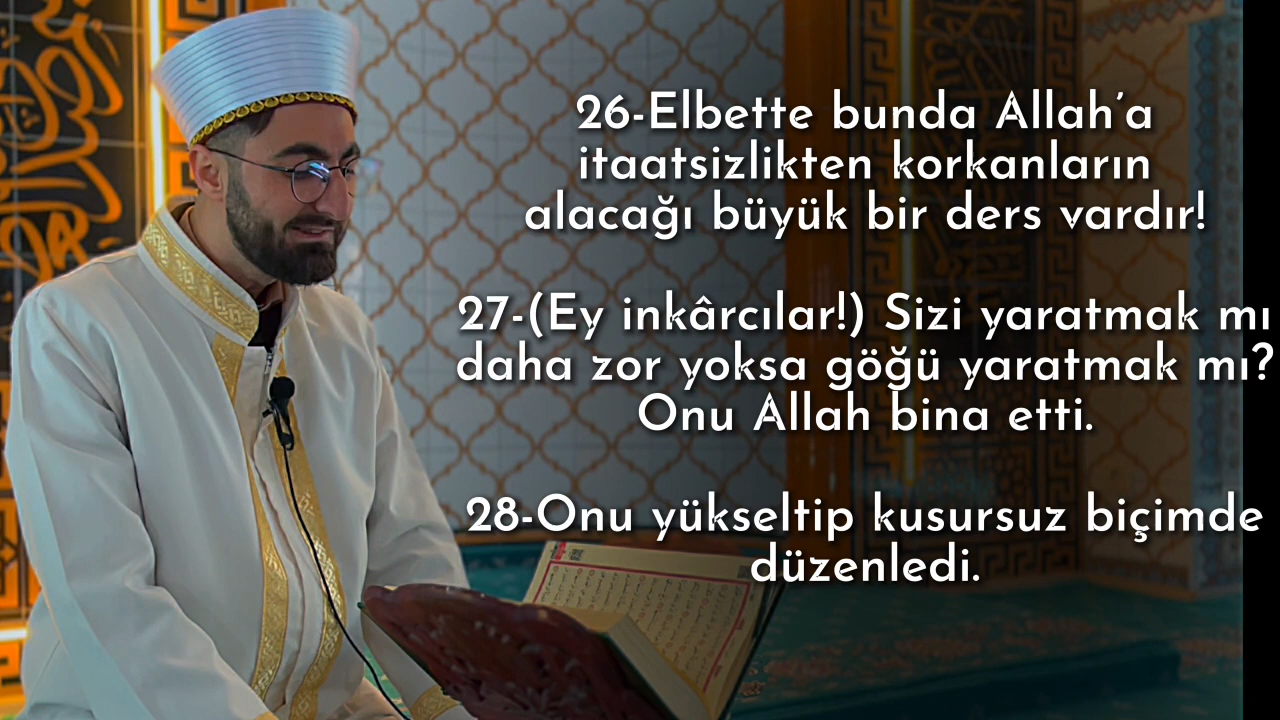 26-Elbette bunda Allah’a
itaatsizlikten korkanların
alacağı büyük bir ders vardır!
27-(Ey inkârcılar!) Sizi yaratmak mı
daha zor yoksa göğü yaratmak mı?
Onu Allah bina etti.
28-Onu yükseltip kusursuz biçimde
düzenledi.